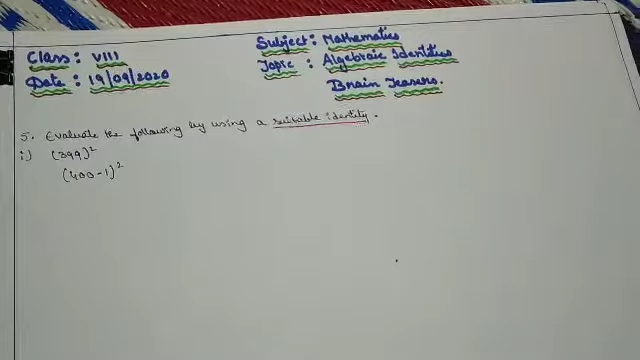 Class: VIII
Date: 19/09/2020
Subject: Mathematics
Topic: Algebraic Identities
Brain Teasers.
5. Evaluate the following by using a suitable identity.
i) (399)²
(400-1)²